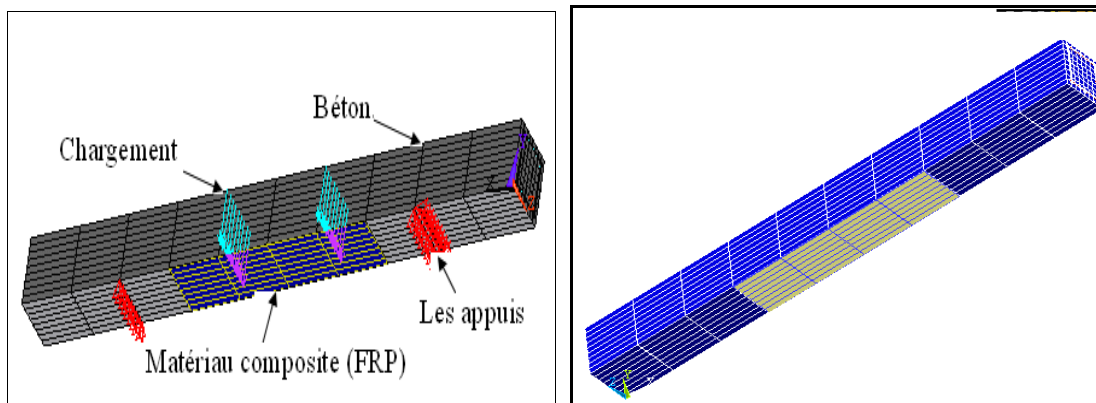 Béton
Chargement
Les appuis
Matériau composite (FRP)